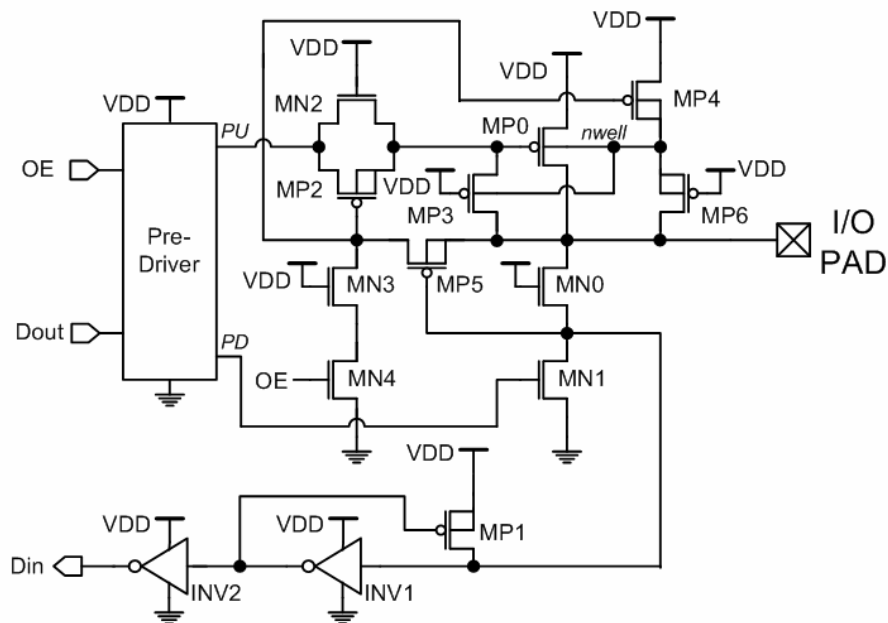 VDD
VDD
VDD
VDD
MN2
MP4
PU
MP0
nwell
OE
MP2
VDD
VDD
MP3
MP6
I/O
PAD
Pre-
Driver
VDD
MN3
VDD
MP5
MN0
Dout
PD
OE
MN4
MN1
VDD
VDD
VDD
MP1
Din
INV2
INV1